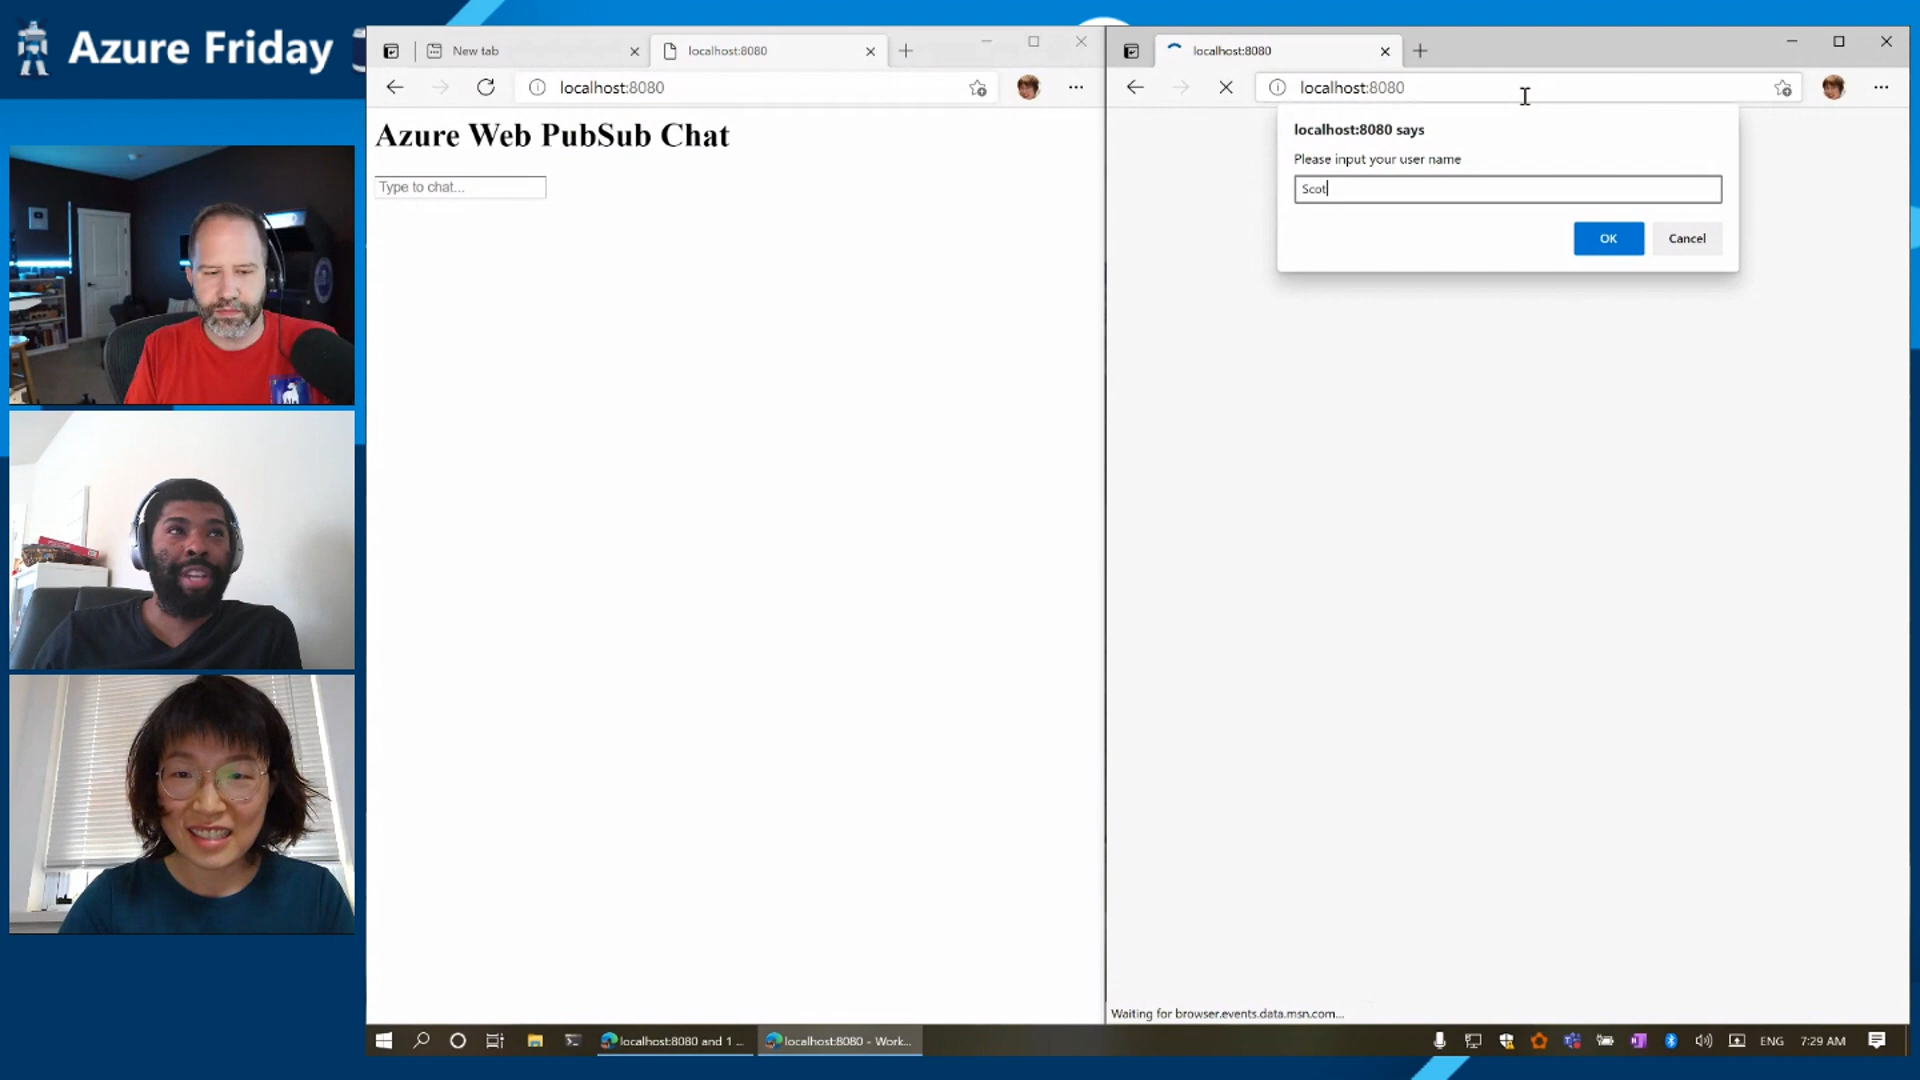 Azure Friday
New tab
localhost:8080
localhost:8080
Azure Web PubSub Chat
Type to chat...
localhost:8080
localhost:8080
localhost:8080 says
Please input your user name
Scot
OK
Cancel
Waiting for browser.events.data.msn.com...
localhost:8080 and 1 ...
localhost:8080 - Work...
ENG
7:29 AM